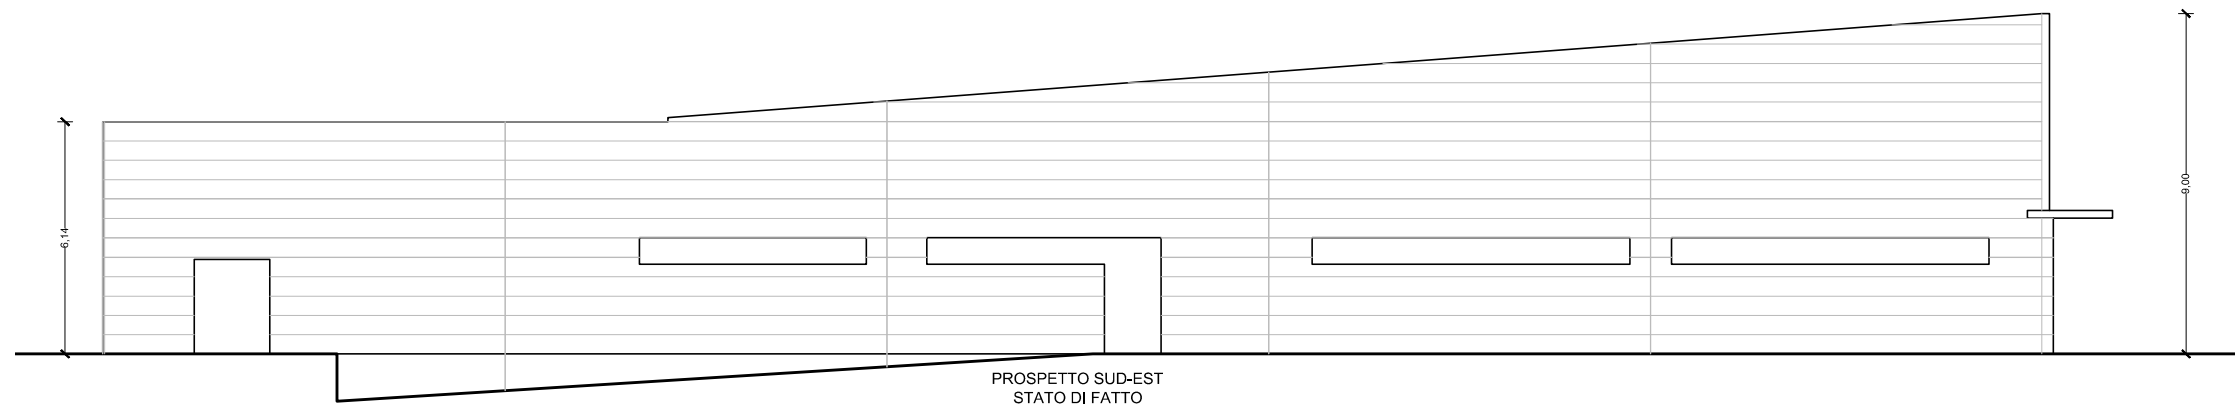 9,00
6,14
PROSPETTO SUD-EST
STATO DI FATTO